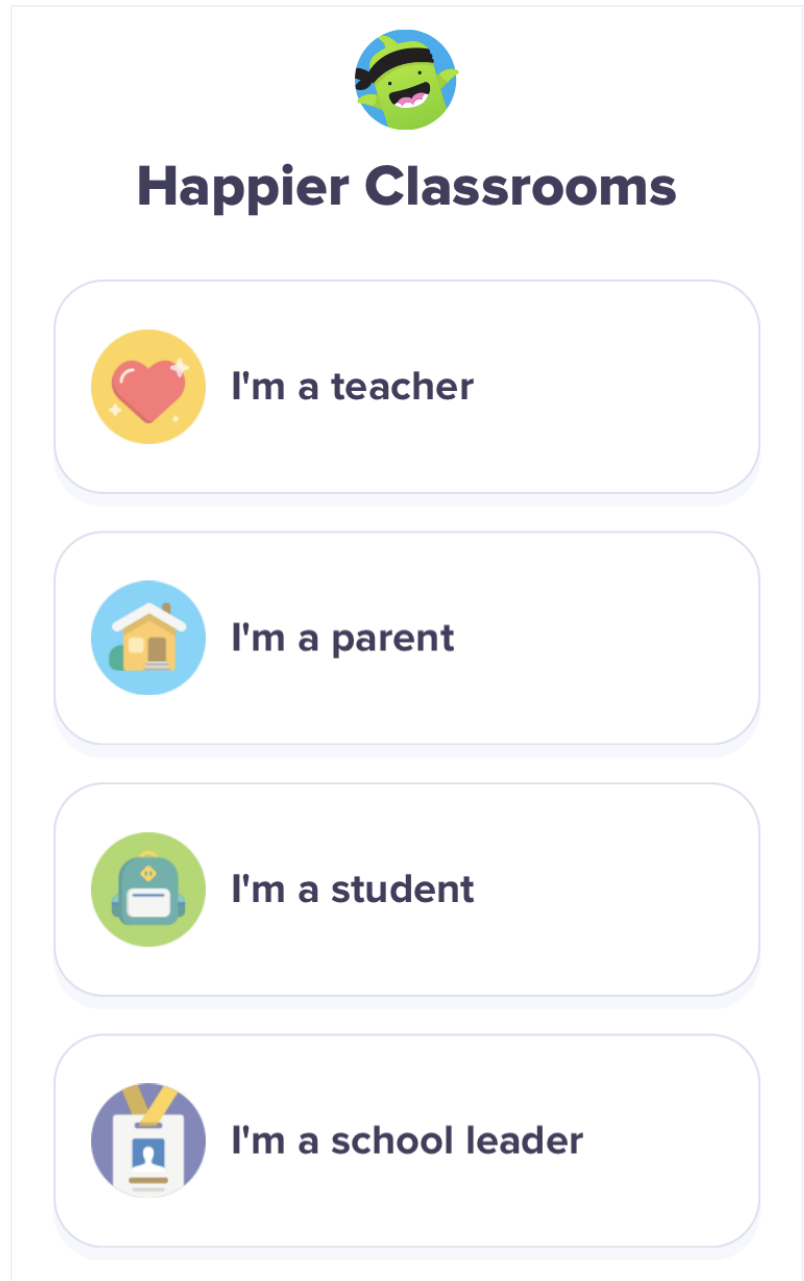 Happier Classrooms
I'm a teacher
I'm a parent
I'm a student
I'm a school leader